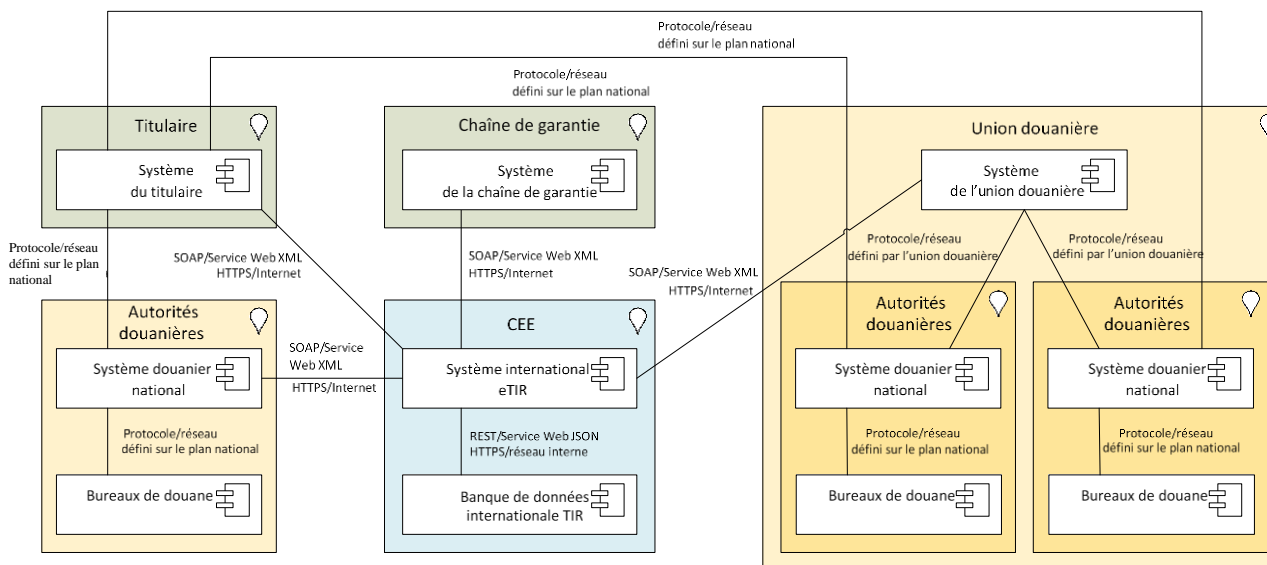 Protocole/réseau
défini sur le plan national
Protocole/réseau
défini sur le plan national
Titulaire
Système
du titulaire
Chaîne de garantie
Système
de la chaîne de garantie
Union douanière
Système
de l'union douanière
Protocole/réseau
défini sur le plan
national
SOAP/Service Web XML
HTTPS/Internet
SOAP/Service Web XML
HTTPS/Internet
SOAP/Service Web XML
HTTPS/Internet
Protocole/réseau
défini par l'union douanière
Protocole/réseau
défini par l'union douanière
Autorités
douanières
Système douanier
national
SOAP/Service
Web XML
HTTPS/Internet
CEE
Système international
eTIR
Autorités
douanières
Système douanier
national
Autorités
douanières
Système douanier
national
Protocole/réseau
défini sur le plan national
REST/Service Web JSON
HTTPS/réseau interne
Protocole/réseau
défini sur le plan national
Protocole/réseau
défini sur le plan national
Bureaux de douane
Banque de données
internationale TIR
Bureaux de douane
Bureaux de douane